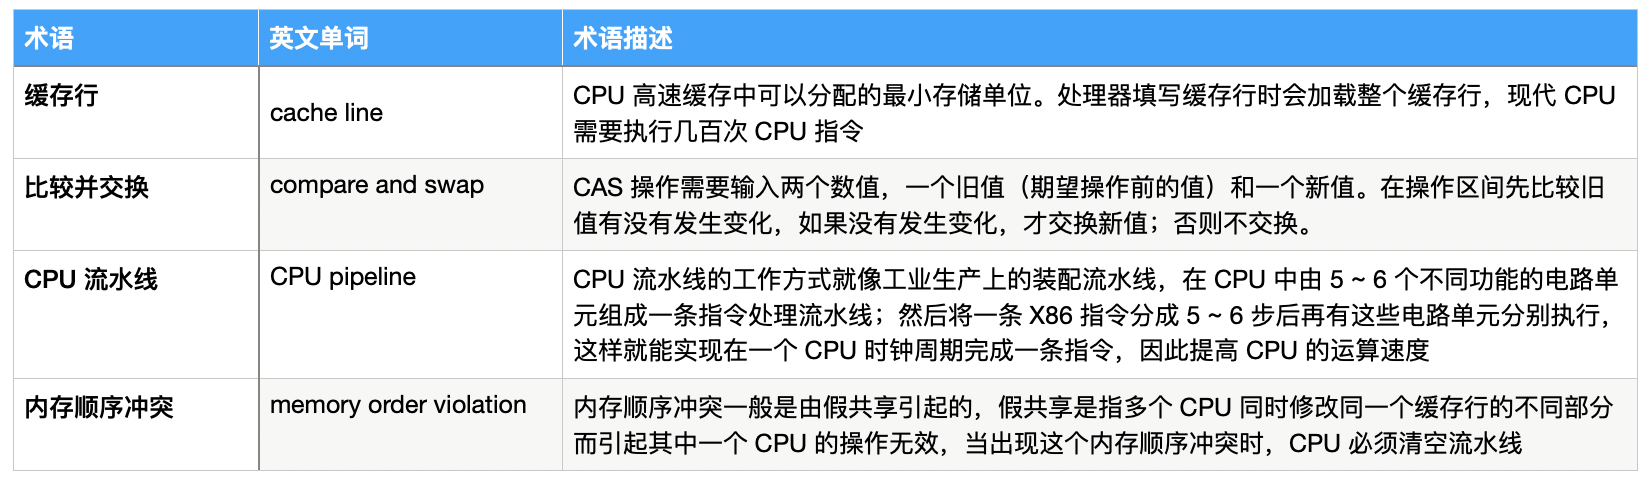 术语 英文单词 术语描述
缓存行 cache line CPU 高速缓存中可以分配的最小存储单位。处理器填写缓存行时会加载整个缓存行，现代 CPU
需要执行几百次 CPU 指令
比较并交换 compare and swap CAS 操作需要输入两个数值，一个旧值（期望操作前的值）和一个新值。在操作区间先比较旧
值有没有发生变化，如果没有发生变化，才交换新值；否则不交换。
CPU 流水线 CPU pipeline CPU 流水线的工作方式就像工业生产上的装配流水线，在 CPU 中由 5 ~ 6 个不同功能的电路单
元组成一条指令处理流水线；然后将一条 X86 指令分成 5 ~ 6 步后再有这些电路单元分别执行，
这样就能实现在一个 CPU 时钟周期完成一条指令，因此提高 CPU 的运算速度
内存顺序冲突 memory order violation 内存顺序冲突一般是由假共享引起的，假共享是指多个 CPU 同时修改同一个缓存行的不同部分
而引起其中一个 CPU 的操作无效，当出现这个内存顺序冲突时，CPU 必须清空流水线